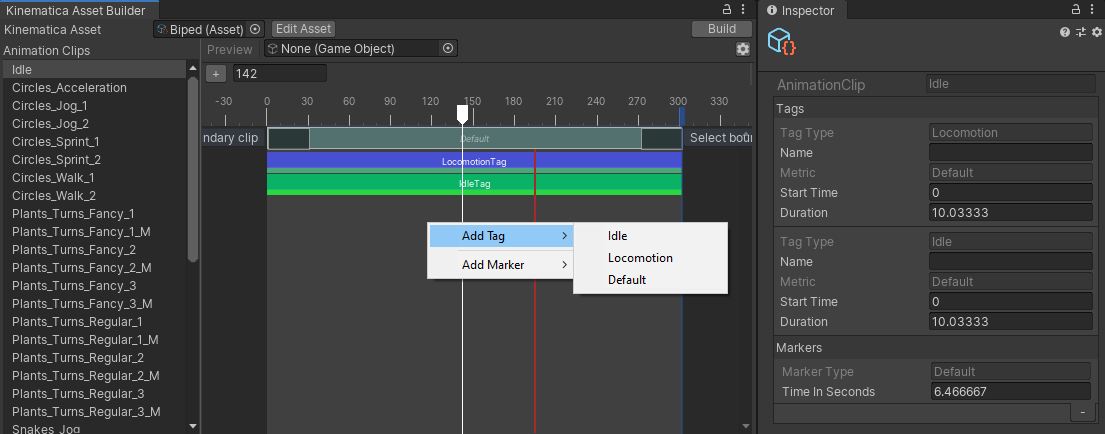 Kinematica Asset Builder
Kinematica Asset
Biped (Asset)
Edit Asset
Build
Animation Clips
Preview
None (Game Object)
Idle
Circles_Acceleration
Circles_Jog_1
Circles_Jog_2
Circles_Sprint_1
Circles_Sprint_2
Circles_Walk_1
Circles_Walk_2
Plants_Turns_Fancy_1
Plants_Turns_Fancy_1_M
Plants_Turns_Fancy_2
Plants_Turns_Fancy_2_M
Plants_Turns_Fancy_3
Plants_Turns_Fancy_3_M
Plants_Turns_Regular_1
Plants_Turns_Regular_1_M
Plants_Turns_Regular_2
Plants_Turns_Regular_2_M
Plants_Turns_Regular_3
Plants_Turns_Regular_3_M
Snakes_Jog
+ 142
-30 0 30 60 90 120 150 180 210 240 270 300 330
ndary clip
Default
Select bour
LocomotionTag
IdleTag
Add Tag
Add Marker
Idle
Locomotion
Default
Inspector
AnimationClip Idle
Tags
Tag Type Locomotion
Name
Metric Default
Start Time 0
Duration 10.03333
Tag Type Idle
Name
Metric Default
Start Time 0
Duration 10.03333
Markers
Marker Type Default
Time In Seconds 6.466667
-